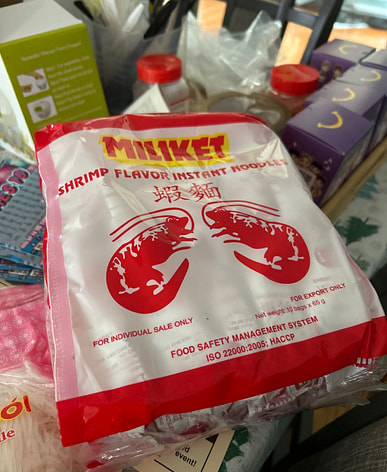 MILIKET
SHRIMP FLAVOR INSTANT NOODLES
蝦麵
FOR INDIVIDUAL SALE ONLY
FOR EXPORT ONLY
Net weight: 10 bags x 65 g
FOOD SAFETY MANAGEMENT SYSTEM
ISO 22000:2005; HACCP
event!